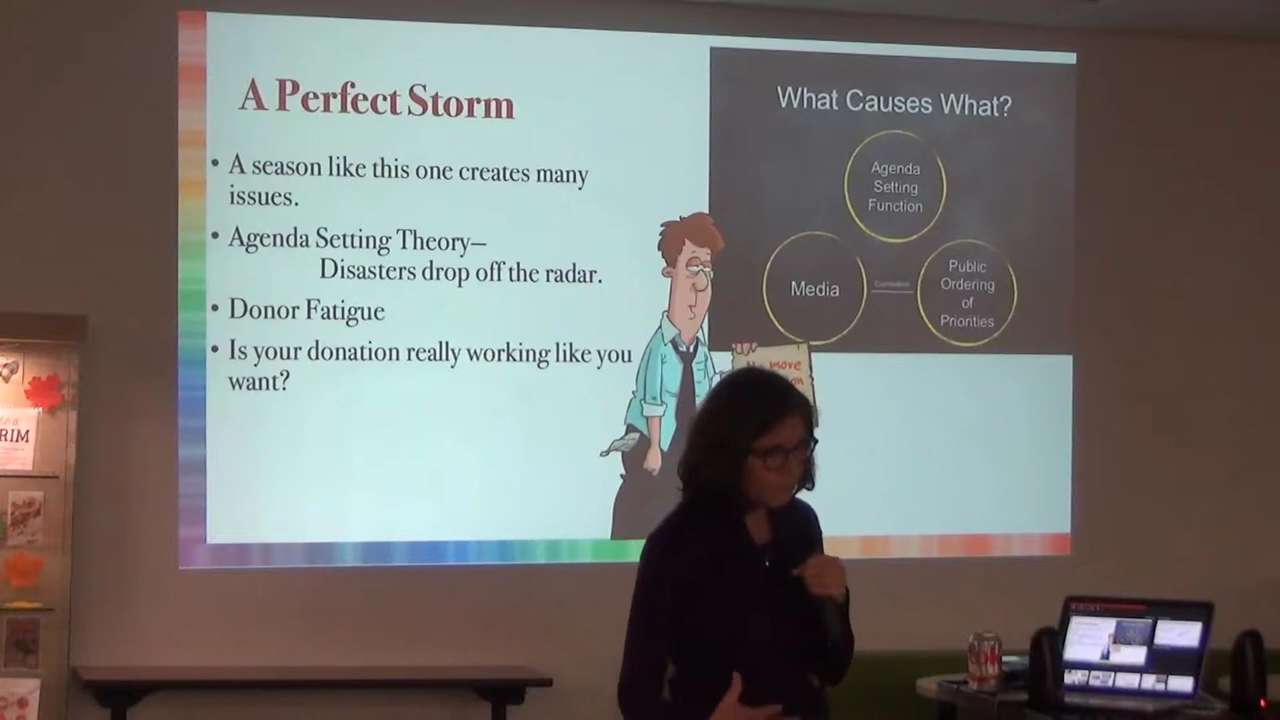 A Perfect Storm
• A season like this one creates many
issues.
• Agenda Setting Theory–
Disasters drop off the radar.
• Donor Fatigue
• Is your donation really working like you
want?
What Causes What?
Agenda
Setting
Function
Media
Public
Ordering
of
Priorities
more
RIM